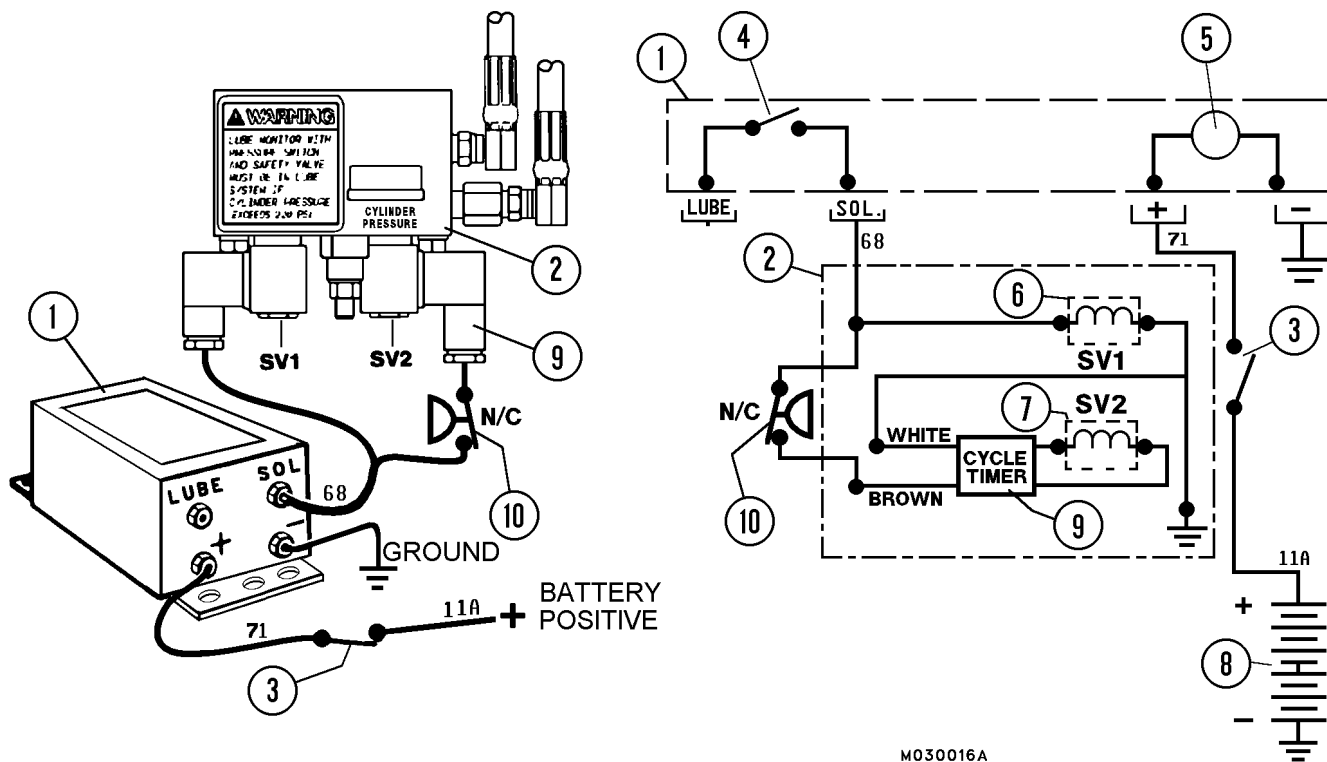 WARNING
LUBE MONITOR WITH
PRESSURE SWITCH
AND SAFETY VALVE
MUST BE IN LUBE
SYSTEM IF
CYLINDER PRESSURE
EXCEEDS 220 PSI
CYLINDER
PRESSURE
2
1
SV1
SV2
9
N/C
10
LUBE
SOL
68
+
-
GROUND
71
11A
+
BATTERY
POSITIVE
3
1
4
5
LUBE
SOL.
+
-
68
71
2
6
SV1
3
7
SV2
N/C
10
WHITE
CYCLE
TIMER
BROWN
9
11A
+
8
-
M030016A